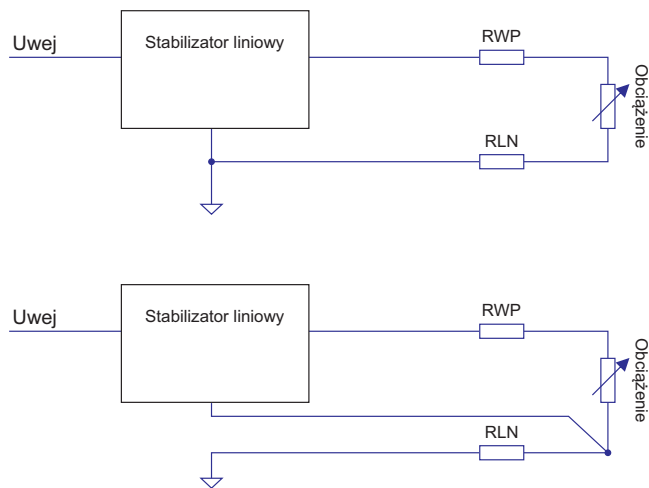 Uwej
Stabilizator liniowy
RWP
Obciążenie
RLN
Uwej
Stabilizator liniowy
RWP
Obciążenie
RLN